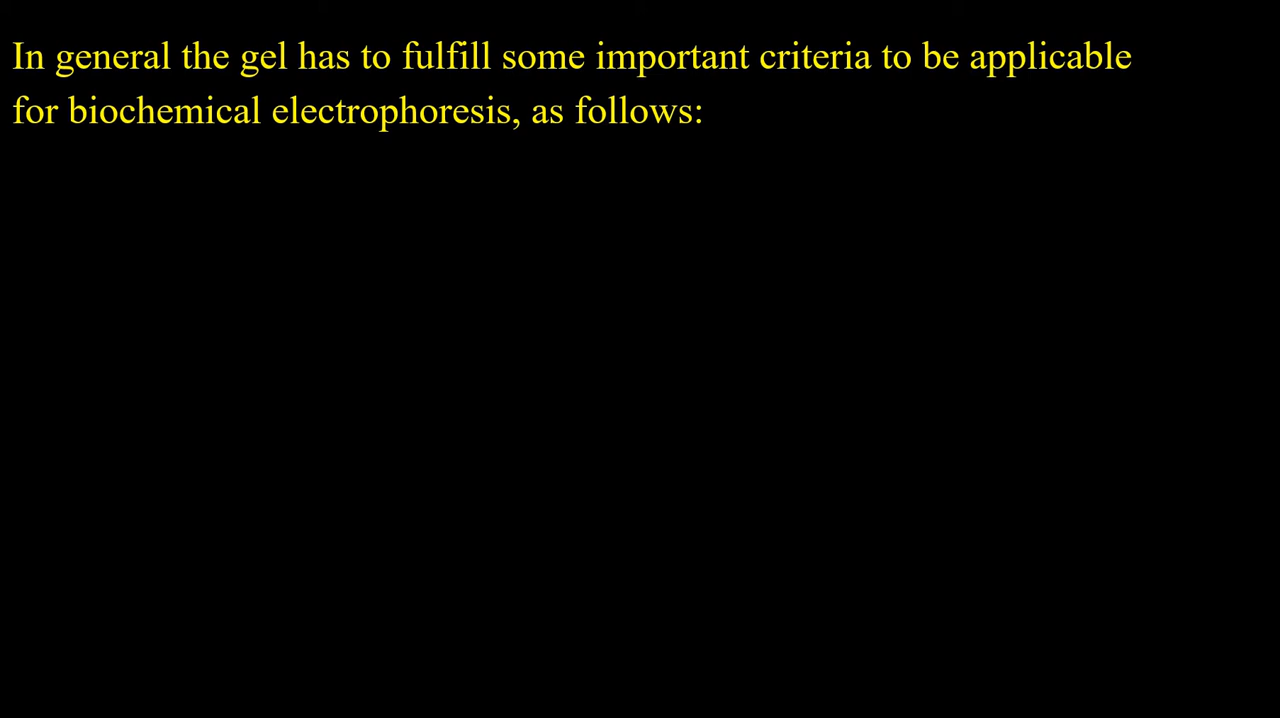 In general the gel has to fulfill some important criteria to be applicable
for biochemical electrophoresis, as follows: